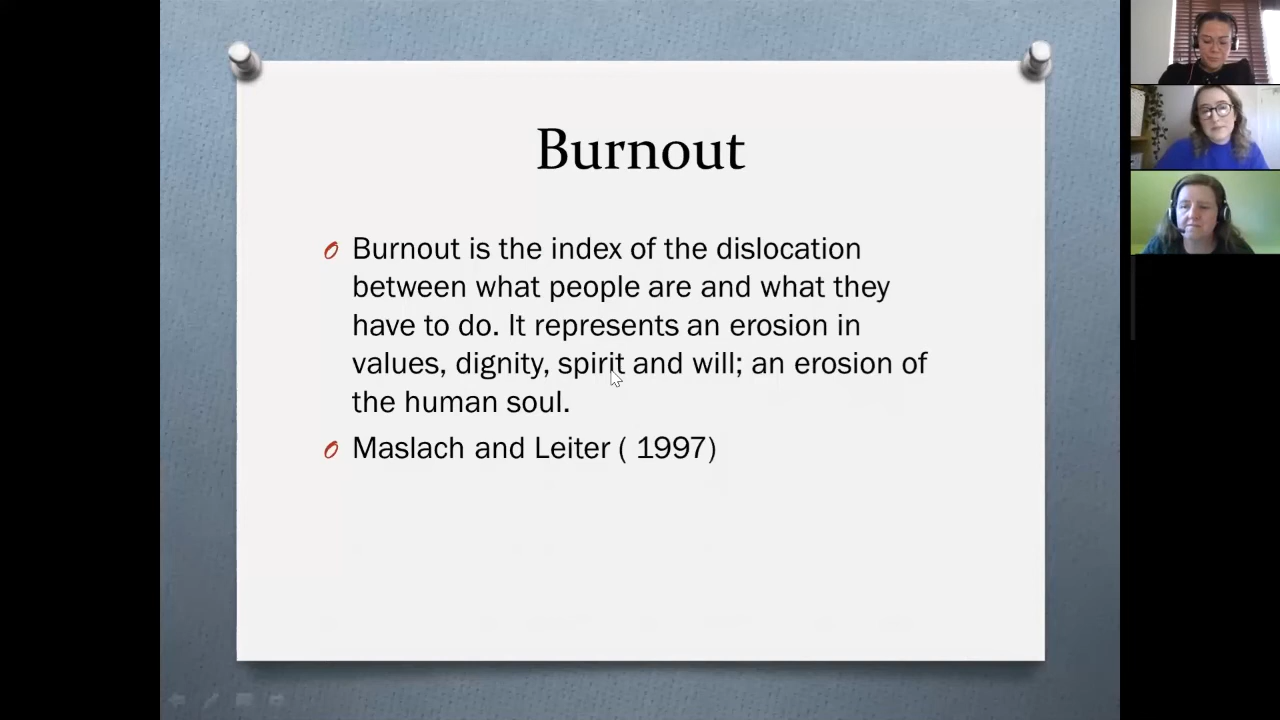 Burnout
Burnout is the index of the dislocation
between what people are and what they
have to do. It represents an erosion in
values, dignity, spirit and will; an erosion of
the human soul.
Maslach and Leiter ( 1997)